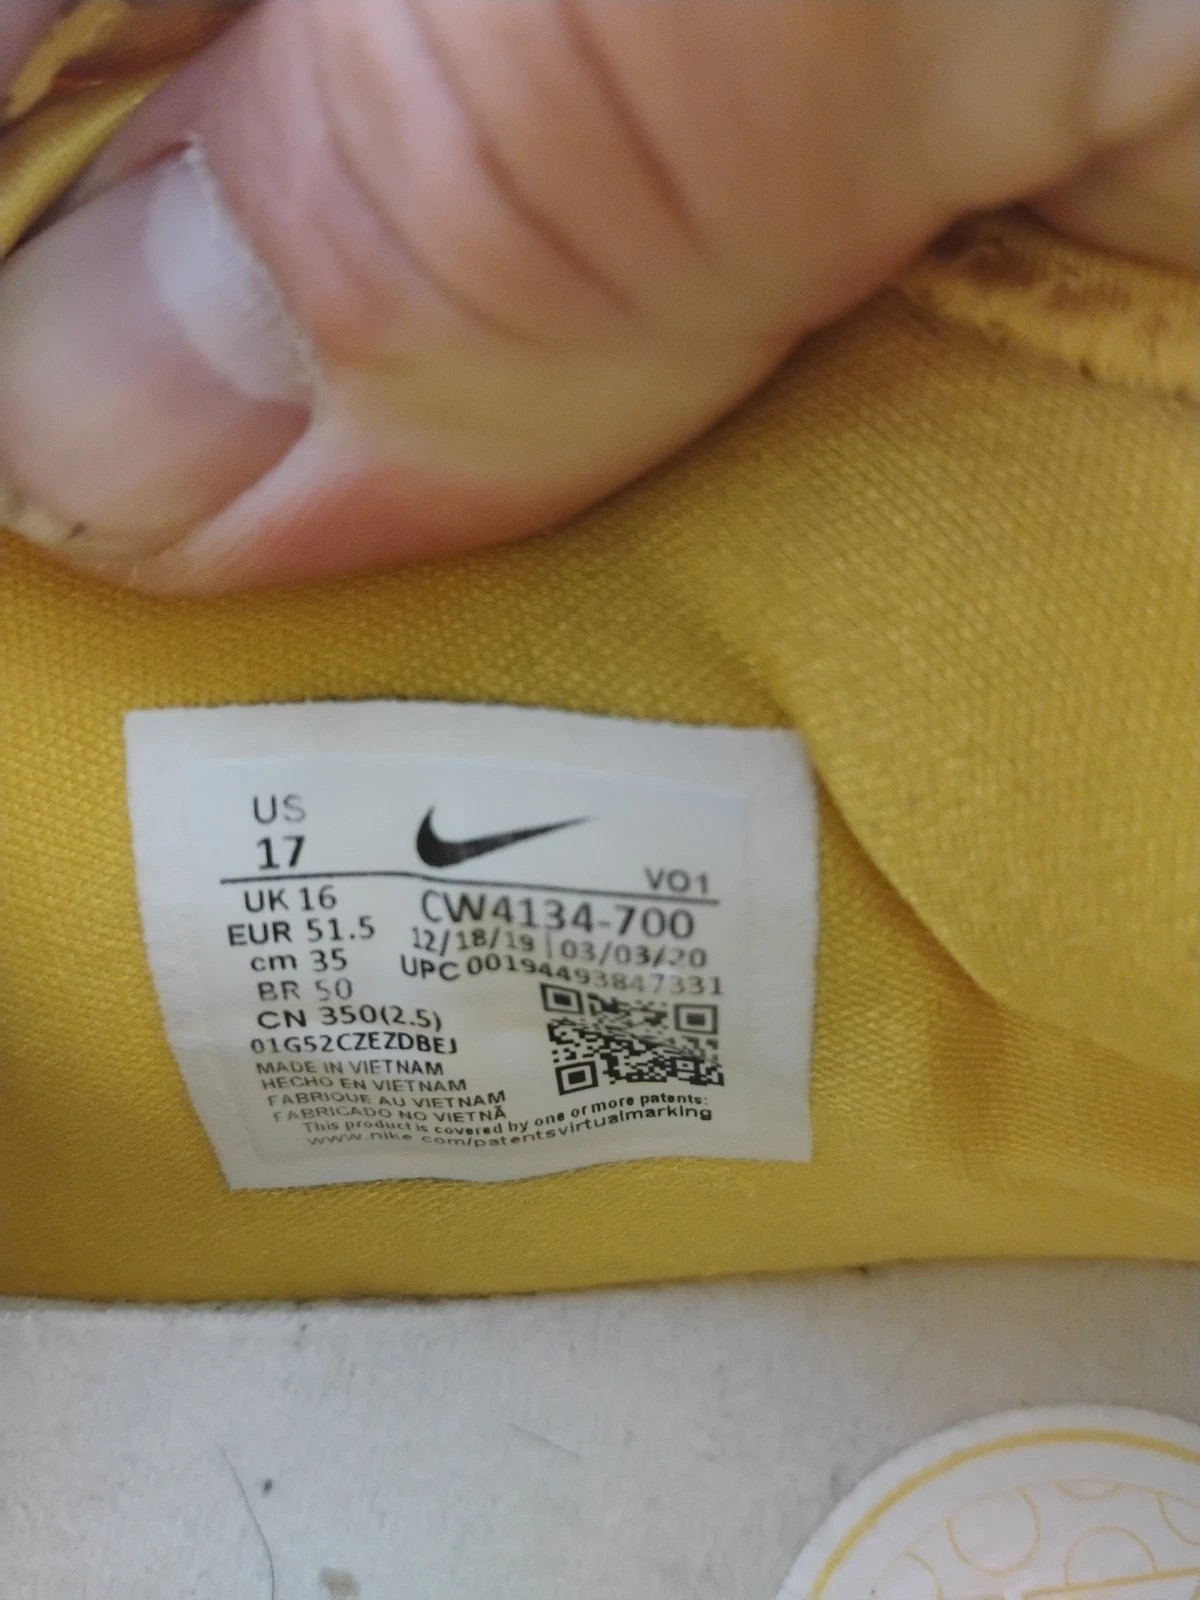 US
17
VO1
UK 16
CW4134-700
EUR 51.5
12/18/19 | 03/03/20
cm 35
UPC 00194493847331
BR 50
CN 350(2.5)
01G52CZEZDBEJ
MADE IN VIETNAM
HECHO EN VIETNAM
FABRIQUE AU VIETNAM
FABRICADO NO VIETNÃ
This product is covered by one or more patents:
www.nike.com/patentsvirtualmarking